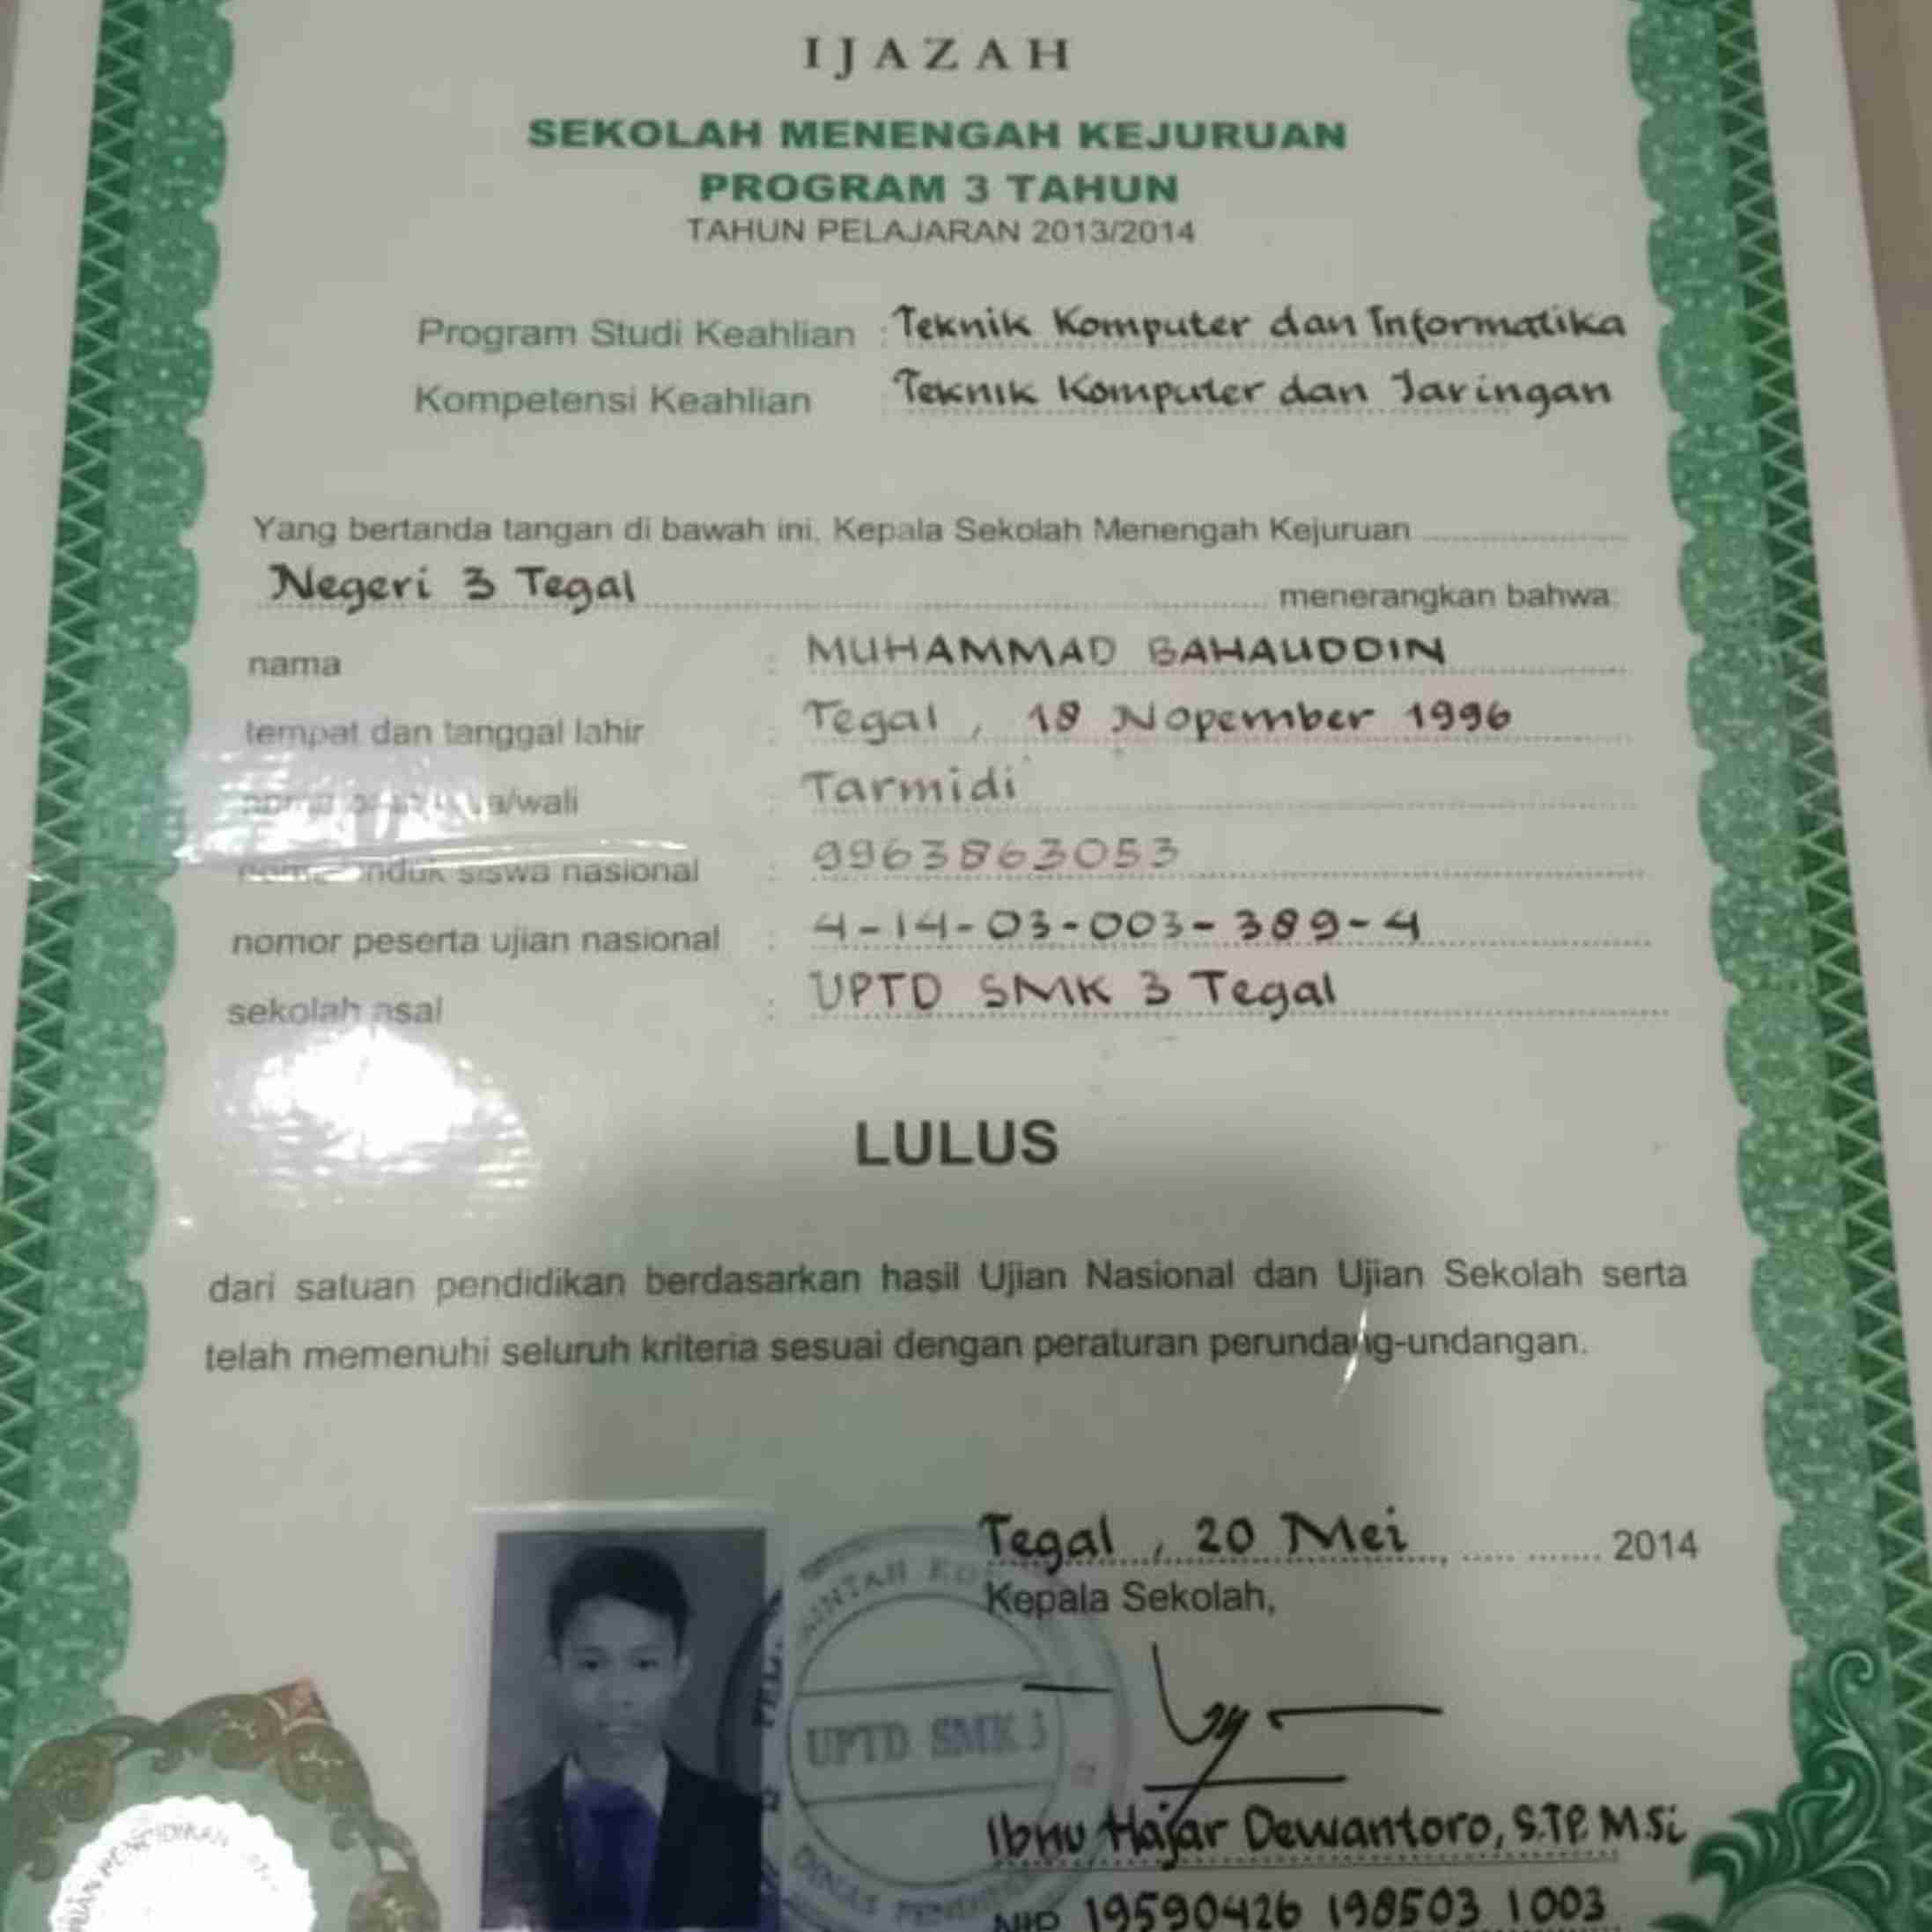 IJAZAH
SEKOLAH MENENGAH KEJURUAN
PROGRAM 3 TAHUN
TAHUN PELAJARAN 2013/2014
Program Studi Keahlian : Teknik Komputer dan Informatika
Kompetensi Keahlian : Teknik Komputer dan Jaringan
Yang bertanda tangan di bawah ini, Kepala Sekolah Menengah Kejuruan
Negeri 3 Tegal menerangkan bahwa:
nama : MUHAMMAD BAHAUDDIN
tempat dan tanggal lahir : Tegal, 18 Nopember 1996
a/wali : Tarmidi
induk siswa nasional : 9963863053
nomor peserta ujian nasional : 4-14-03-003-389-4
sekolah asal : UPTD SMK 3 Tegal
LULUS
dari satuan pendidikan berdasarkan hasil Ujian Nasional dan Ujian Sekolah serta
telah memenuhi seluruh kriteria sesuai dengan peraturan perundang-undangan.
Tegal, 20 Mei 2014
Kepala Sekolah,
UPTD SMK 3
Ibnu Hajar Dewantoro, S.TP. M.Si
NIP 19590426 198503 1 003